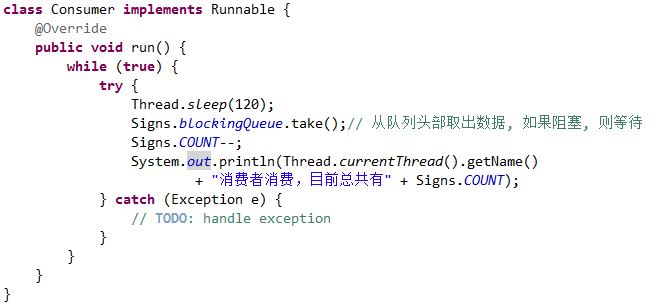 class Consumer implements Runnable {
    @Override
    public void run() {
        while (true) {
            try {
                Thread.sleep(120);
                Signs.blockingQueue.take();// 从队列头部取出数据, 如果阻塞, 则等待
                Signs.COUNT--;
                System.out.println(Thread.currentThread().getName()
                        + "消费者消费，目前总共有" + Signs.COUNT);
            } catch (Exception e) {
                // TODO: handle exception
            }
        }
    }
}